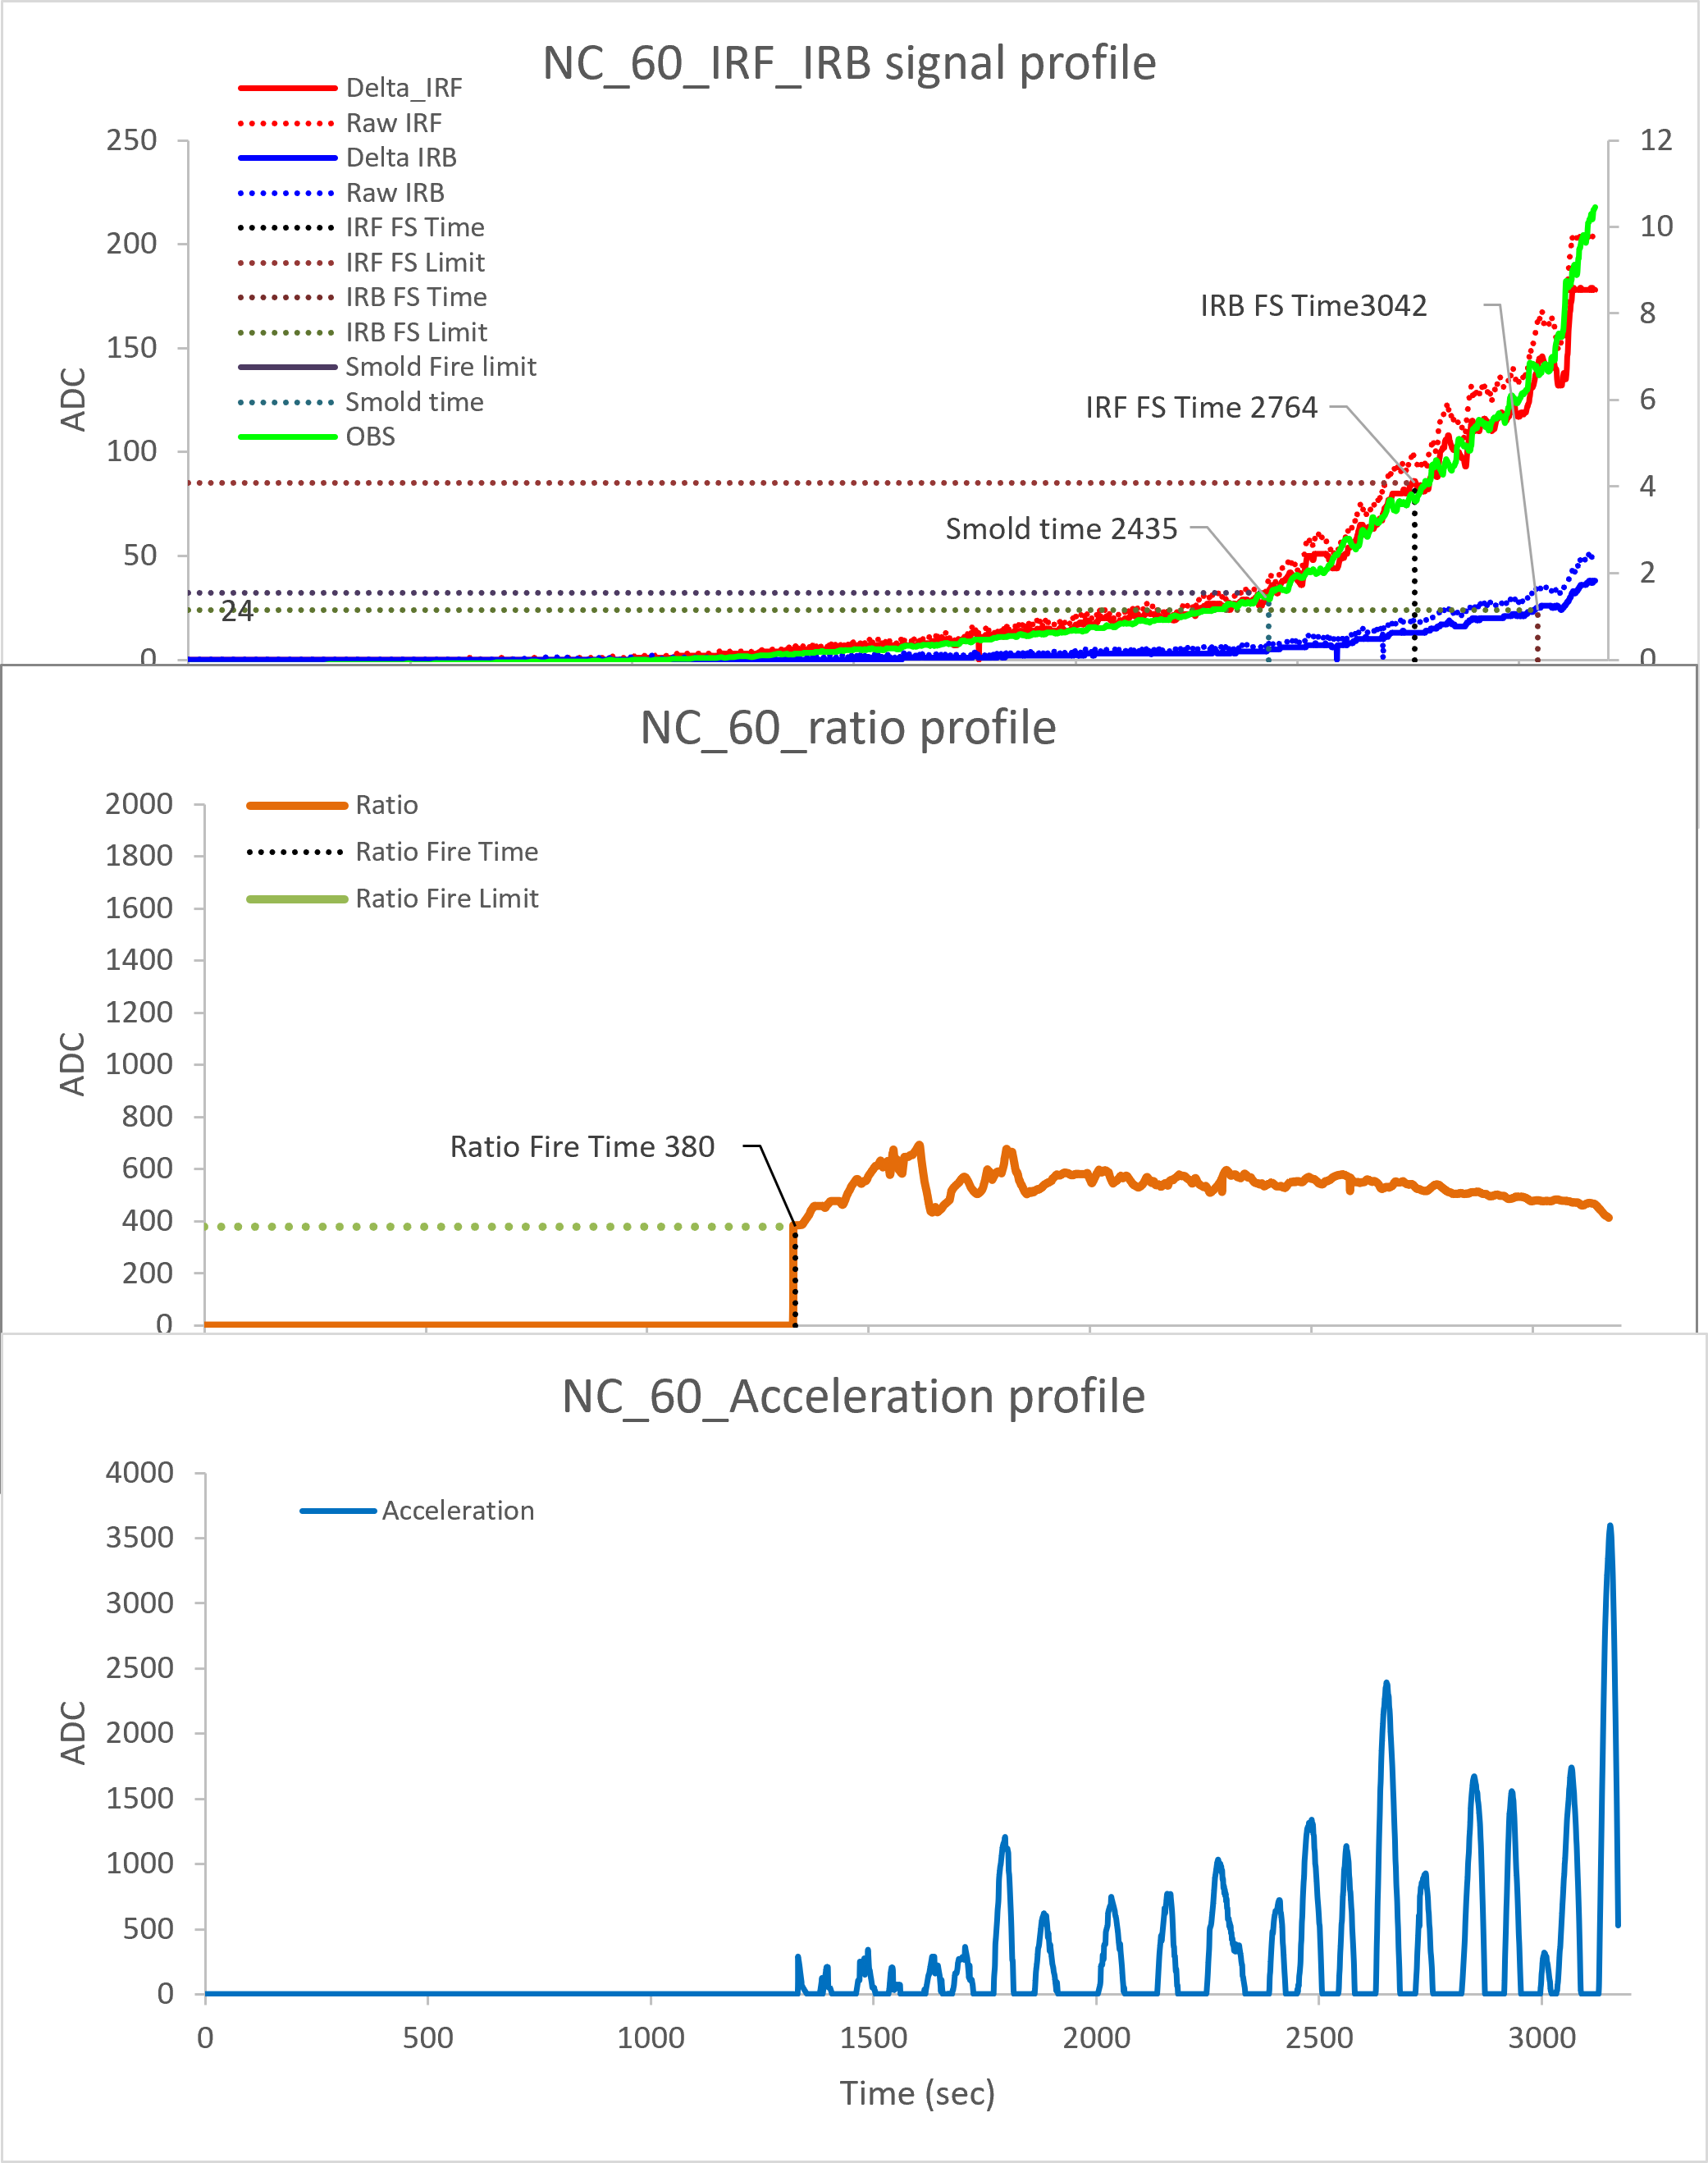 NC_60_IRF_IRB signal profile
Delta_IRF
Raw IRF
Delta IRB
Raw IRB
IRF FS Time
IRF FS Limit
IRB FS Time
IRB FS Limit
Smold Fire limit
Smold time
OBS
250
200
150
100
50
0
ADC
12
10
8
6
4
2
0
IRB FS Time3042
IRF FS Time 2764
Smold time 2435
24
NC_60_ratio profile
Ratio
Ratio Fire Time
Ratio Fire Limit
2000
1800
1600
1400
1200
1000
800
600
400
200
0
ADC
Ratio Fire Time 380
NC_60_Acceleration profile
Acceleration
4000
3500
3000
2500
2000
1500
1000
500
0
ADC
0 500 1000 1500 2000 2500 3000
Time (sec)